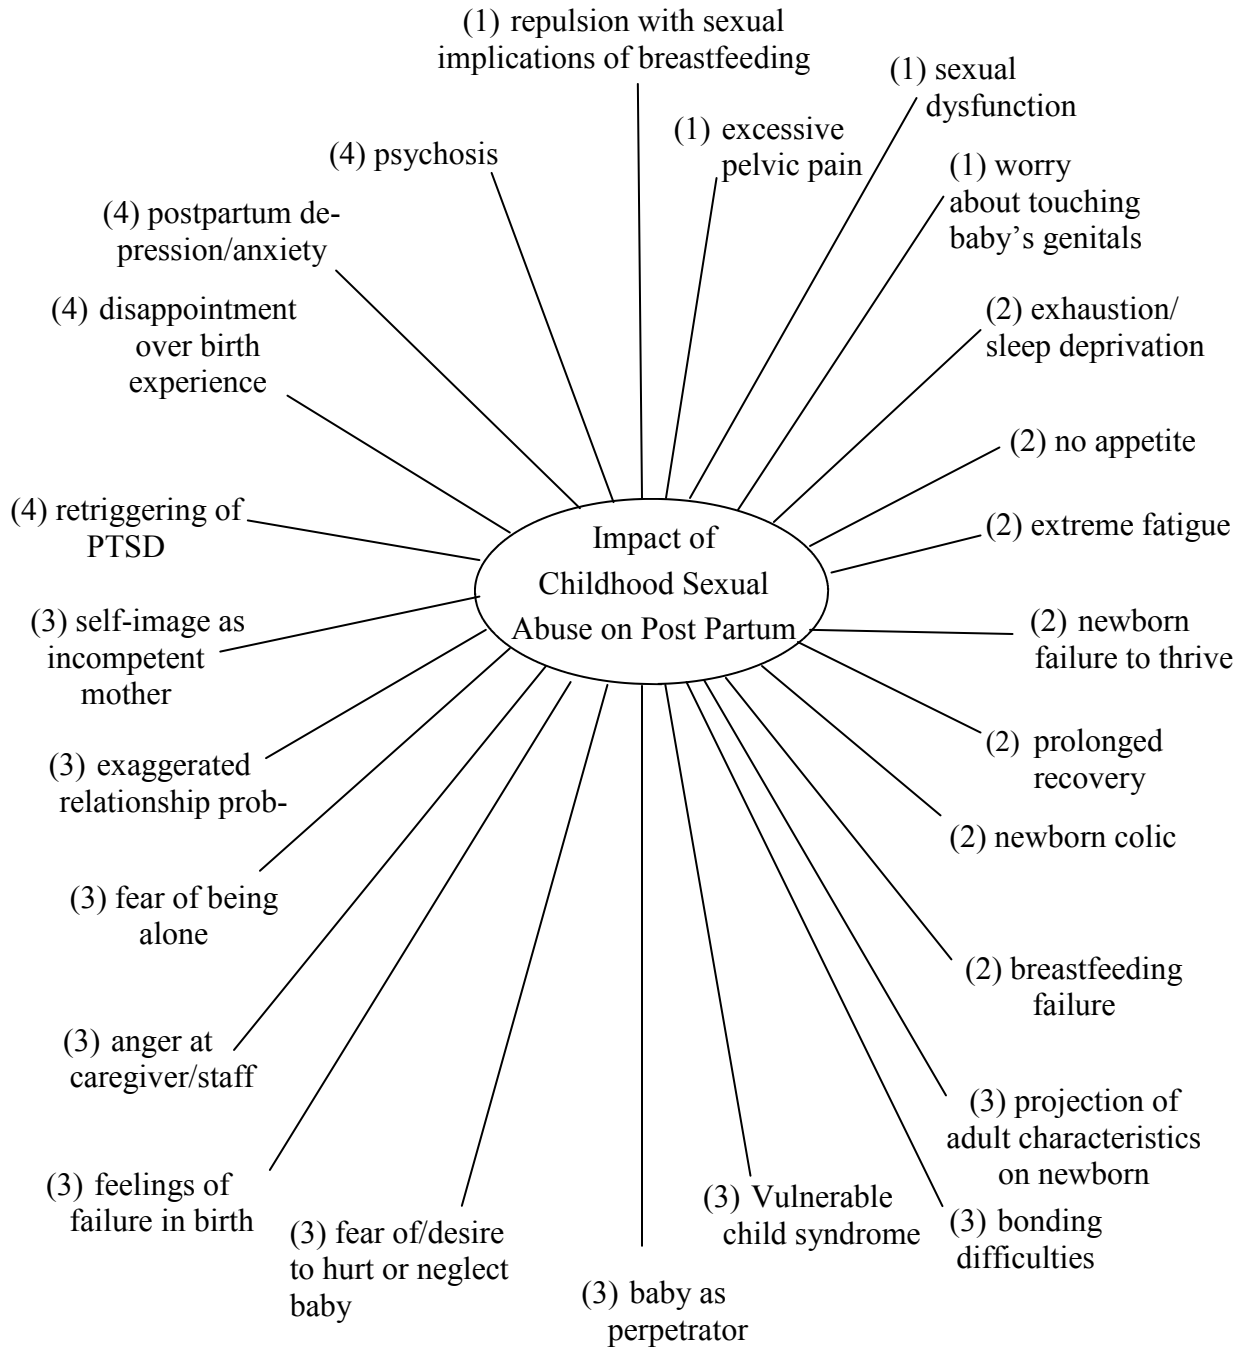 (1) repulsion with sexual
implications of breastfeeding
(1) sexual
dysfunction
(1) excessive
pelvic pain
(1) worry
about touching
baby’s genitals
(2) exhaustion/
sleep deprivation
(2) no appetite
(2) extreme fatigue
(2) newborn
failure to thrive
(2) prolonged
recovery
(2) newborn colic
(2) breastfeeding
failure
(3) projection of
adult characteristics
on newborn
(3) bonding
difficulties
(3) Vulnerable
child syndrome
(3) baby as
perpetrator
(3) fear of/desire
to hurt or neglect
baby
(3) feelings of
failure in birth
(3) anger at
caregiver/staff
(3) fear of being
alone
(3) exaggerated
relationship prob-
(3) self-image as
incompetent
mother
(4) retriggering of
PTSD
(4) disappointment
over birth
experience
(4) postpartum de-
pression/anxiety
(4) psychosis
Impact of
Childhood Sexual
Abuse on Post Partum